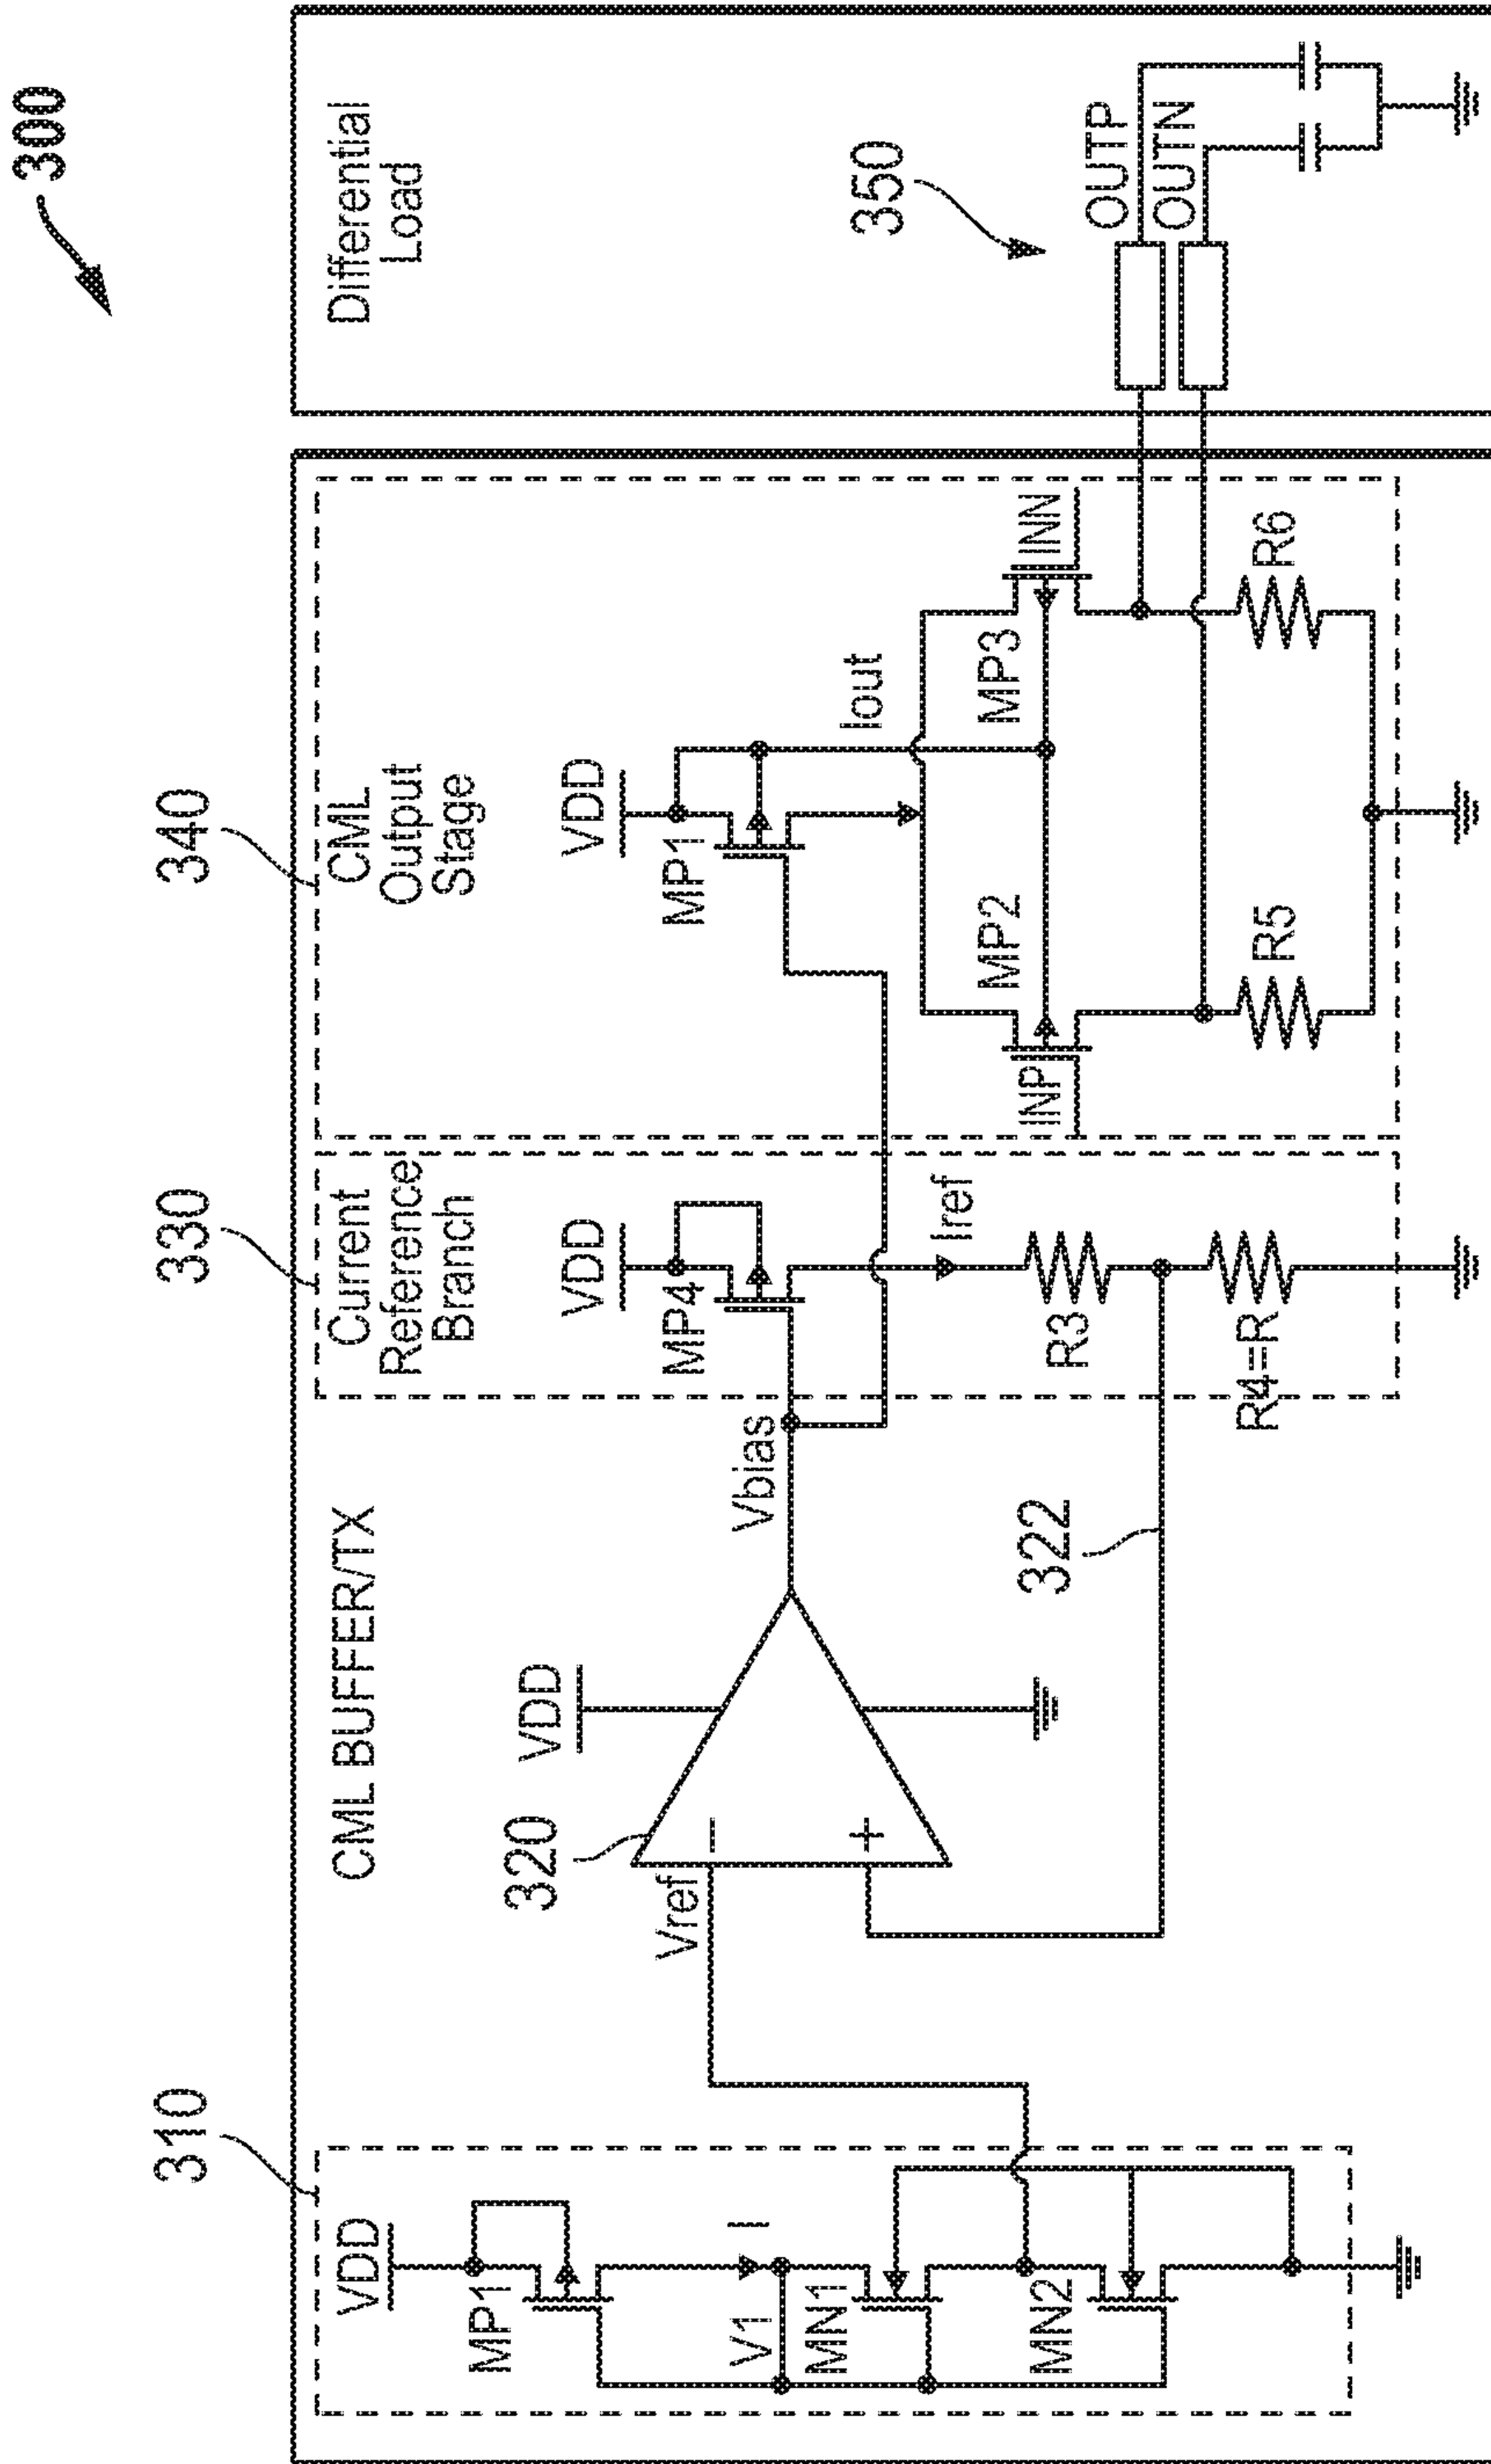 300
310
VDD
MP1
I
V1
MN1
MN2
CML BUFFER/TX
320
VDD
Vref
−
+
Vbias
322
330
Current
Reference
Branch
VDD
MP4
Iref
R3
R4=R
340
CML
Output
Stage
VDD
MP1
Iout
INP
MP2
MP3
INN
R5
R6
Differential
Load
350
OUTP
OUTN